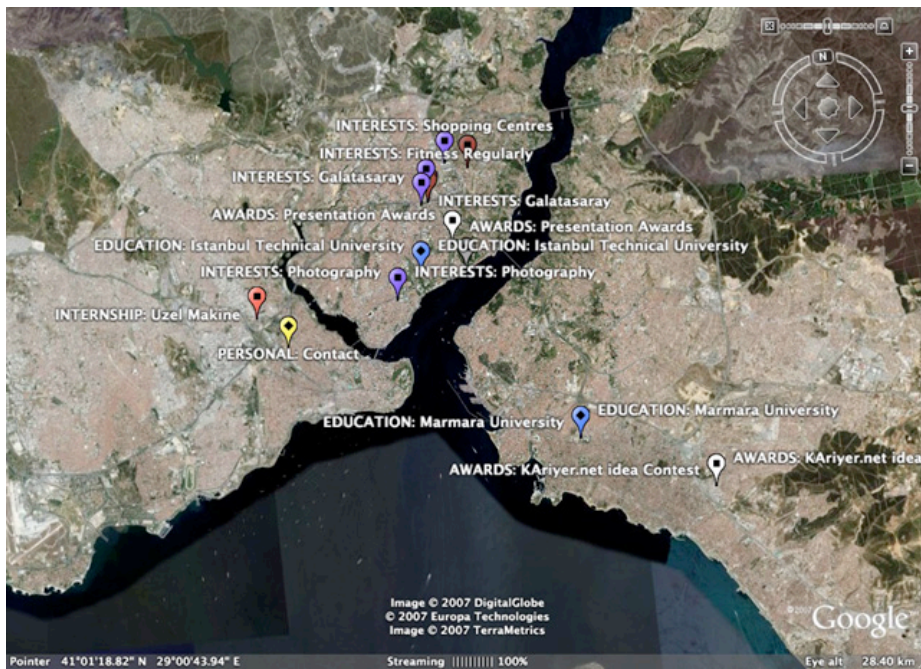 N
INTERESTS: Shopping Centres
INTERESTS: Fitness Regularly
INTERESTS: Galatasaray
INTERESTS: Galatasaray
AWARDS: Presentation Awards
AWARDS: Presentation Awards
EDUCATION: Istanbul Technical University
EDUCATION: Istanbul Technical University
INTERESTS: Photography
INTERESTS: Photography
INTERNSHIP: Uzel Makine
PERSONAL: Contact
EDUCATION: Marmara University
EDUCATION: Marmara University
AWARDS: KAriyer.net idea
AWARDS: KAriyer.net idea Contest
Image © 2007 DigitalGlobe
© 2007 Europa Technologies
Image © 2007 TerraMetrics
©2007
Google
Pointer 41°01'18.82" N 29°00'43.94" E
Streaming |||||||||| 100%
Eye alt 28.40 km